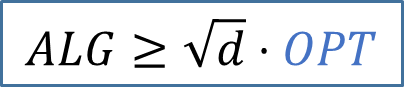 ALG ≥ √d · OPT